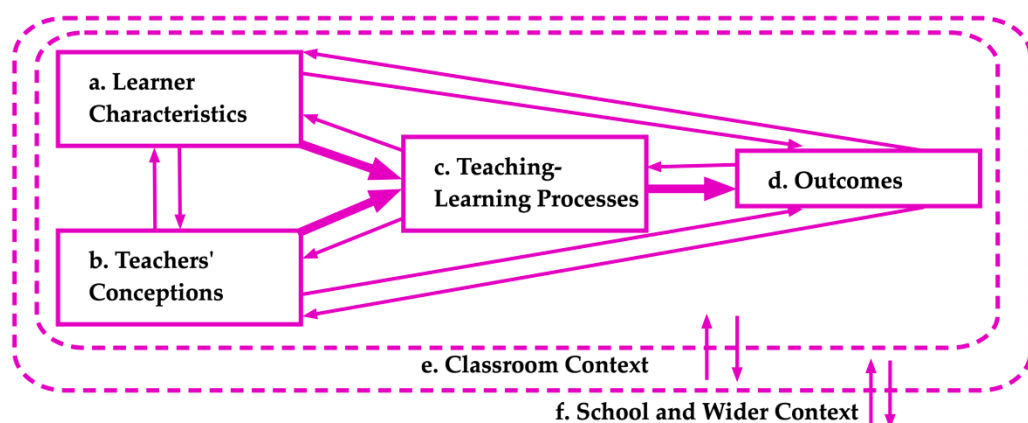 a. Learner
Characteristics
c. Teaching-
Learning Processes
d. Outcomes
b. Teachers'
Conceptions
e. Classroom Context
f. School and Wider Context